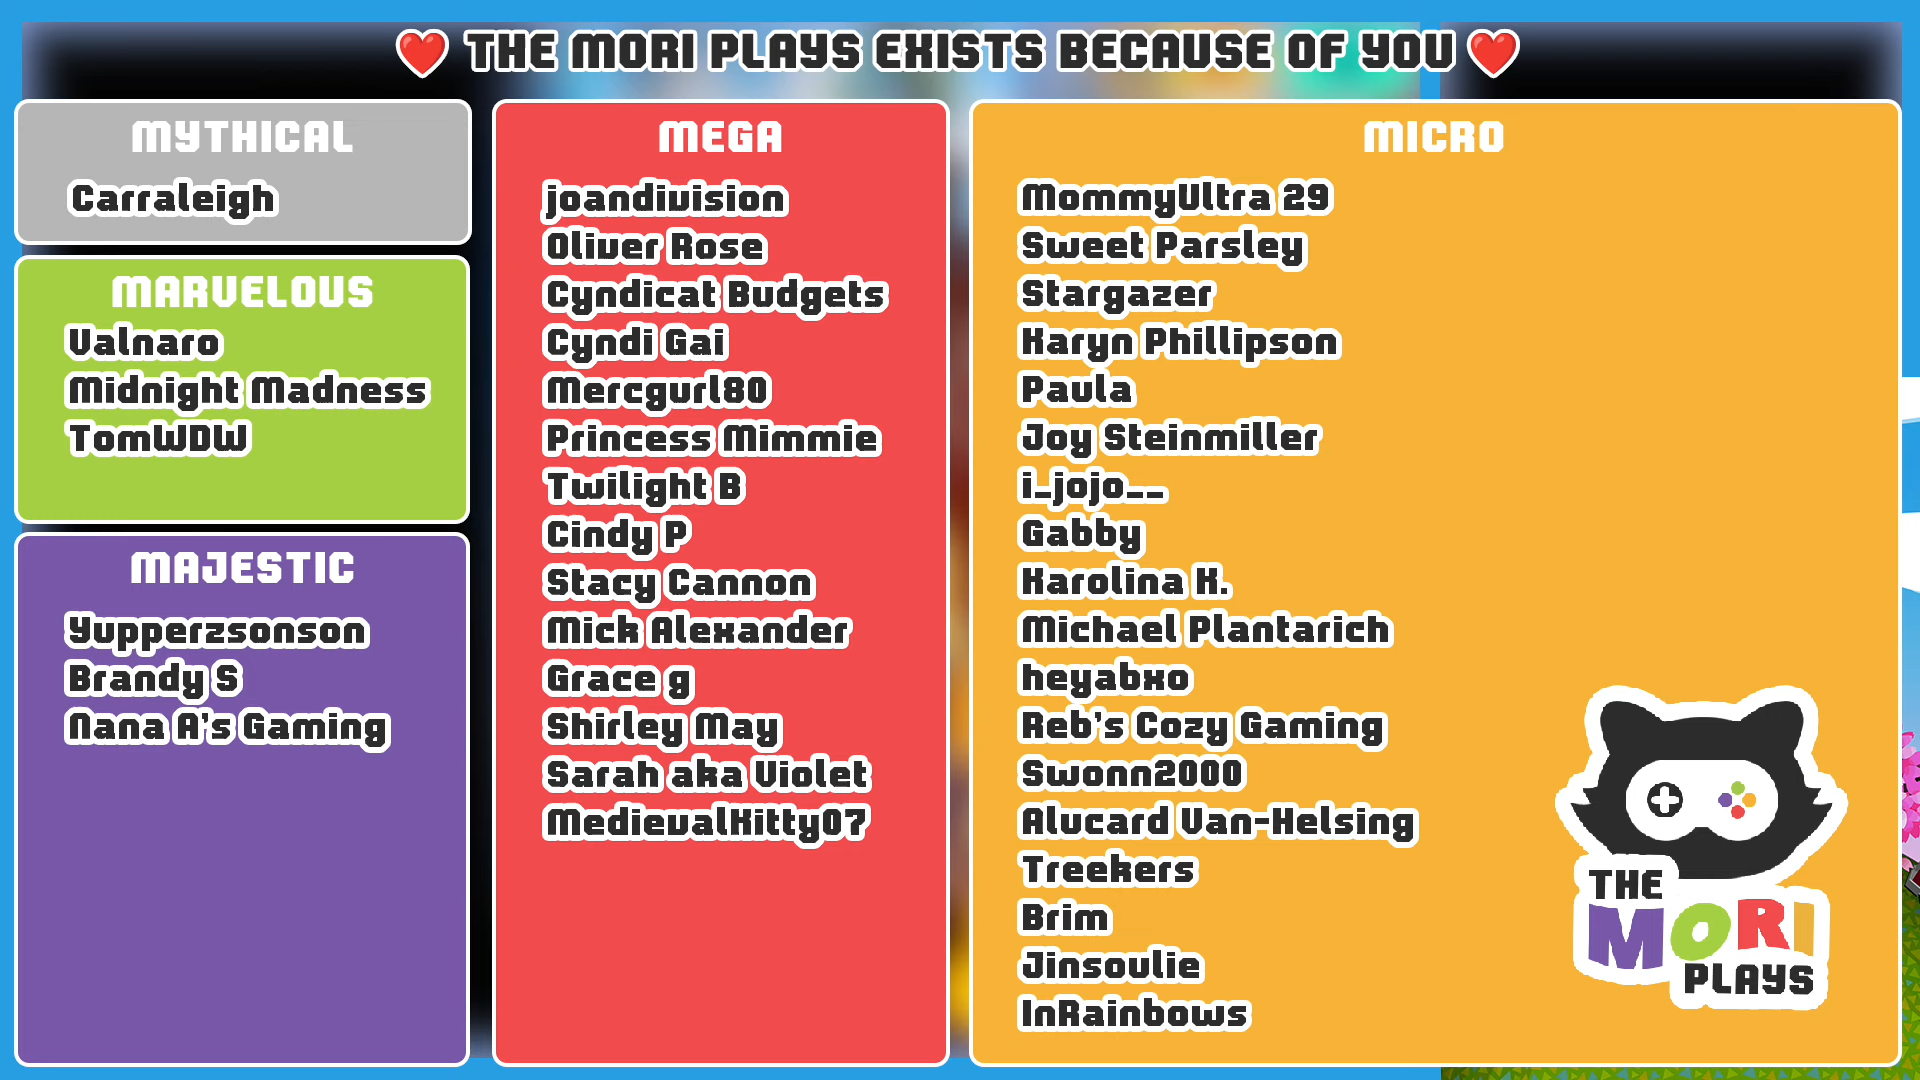 ❤️ THE MORI PLAYS EXISTS BECAUSE OF YOU ❤️
MYTHICAL
Carraleigh
MARVELOUS
Valnaro
Midnight Madness
TomWDW
MAJESTIC
Yupperzsonson
Brandy S
Nana A's Gaming
MEGA
joandivision
Oliver Rose
Cyndicat Budgets
Cyndi Gai
Mercgurl80
Princess Mimmie
Twilight B
Cindy P
Stacy Cannon
Mick Alexander
Grace g
Shirley May
Sarah aka Violet
MedievalKitty07
MICRO
MommyUltra 29
Sweet Parsley
Stargazer
Karyn Phillipson
Paula
Joy Steinmiller
i_jojo__
Gabby
Karolina K.
Michael Plantarich
heyabxo
Reb's Cozy Gaming
Swonn2000
Alucard Van-Helsing
Treekers
Brim
Jinsoulie
InRainbows
THE
MORI
PLAYS